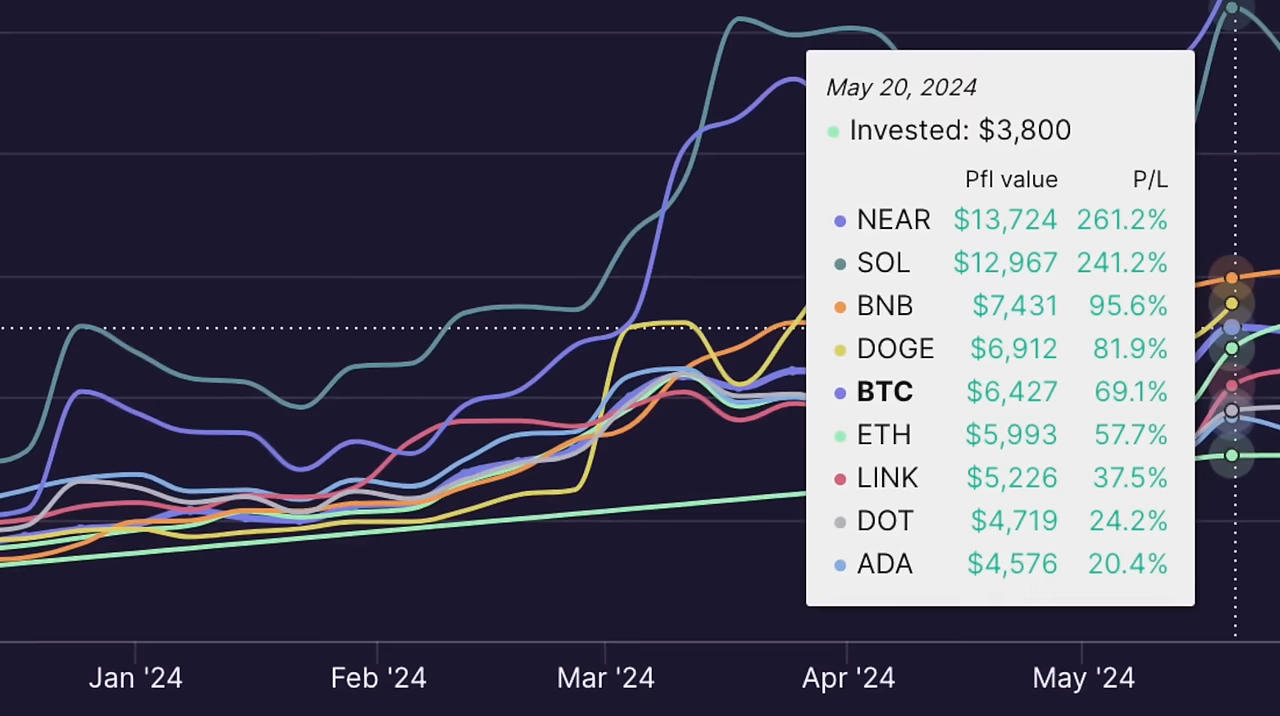 May 20, 2024
Invested: $3,800
Pfl value P/L
NEAR $13,724 261.2%
SOL $12,967 241.2%
BNB $7,431 95.6%
DOGE $6,912 81.9%
BTC $6,427 69.1%
ETH $5,993 57.7%
LINK $5,226 37.5%
DOT $4,719 24.2%
ADA $4,576 20.4%
Jan '24 Feb '24 Mar '24 Apr '24 May '24